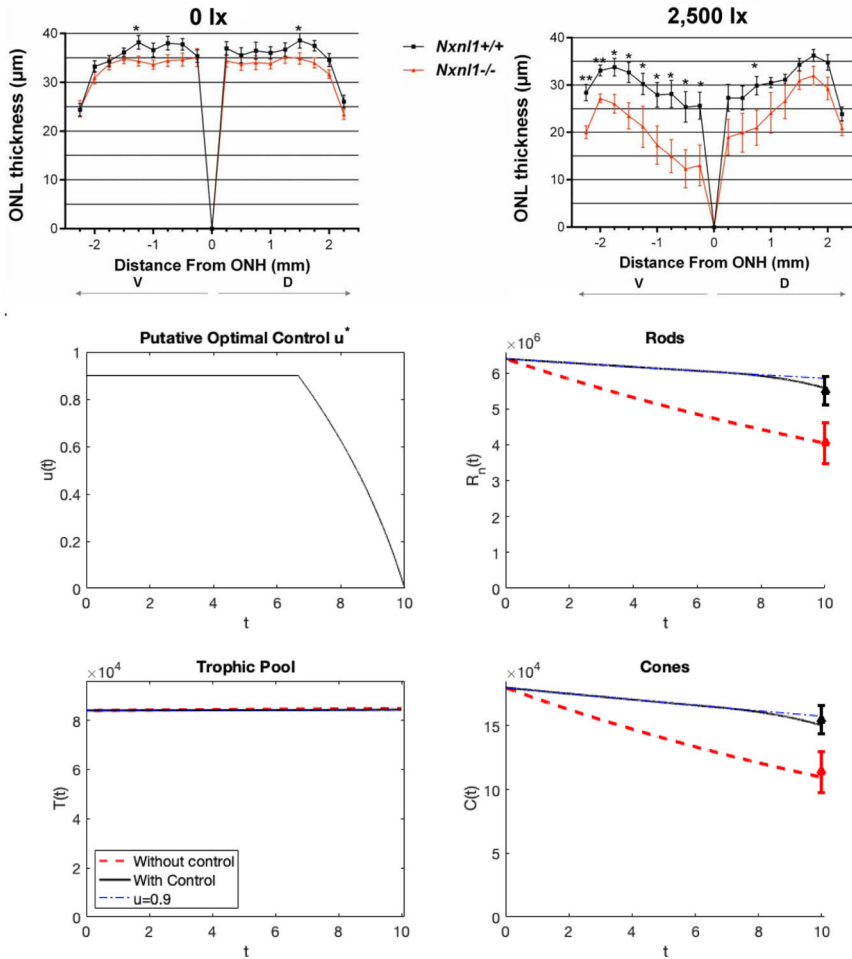 0 lx
ONL thickness (μm)
40
30
20
10
0
* *
-2 -1 0 1 2
Distance From ONH (mm)
V D
Nxnl1+/+
Nxnl1-/-
2,500 lx
ONL thickness (μm)
40
30
20
10
0
** ** * * * * * * * *
-2 -1 0 1 2
Distance From ONH (mm)
V D
Putative Optimal Control u*
u(t)
1
0.8
0.6
0.4
0.2
0
0 2 4 6 8 10
t
Rods
×10⁶
R_n(t)
6
5
4
3
2
1
0
0 2 4 6 8 10
t
Trophic Pool
×10⁴
T(t)
8
6
4
2
0
Without control
With Control
u=0.9
0 2 4 6 8 10
t
Cones
×10⁴
C(t)
15
10
5
0
0 2 4 6 8 10
t